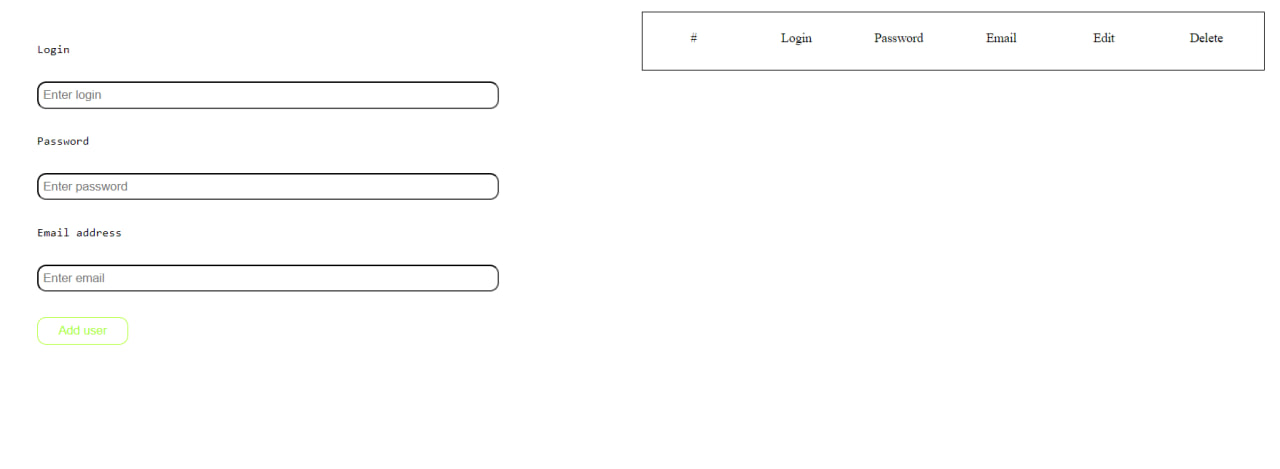 Login
Enter login
Password
Enter password
Email address
Enter email
Add user
# Login Password Email Edit Delete